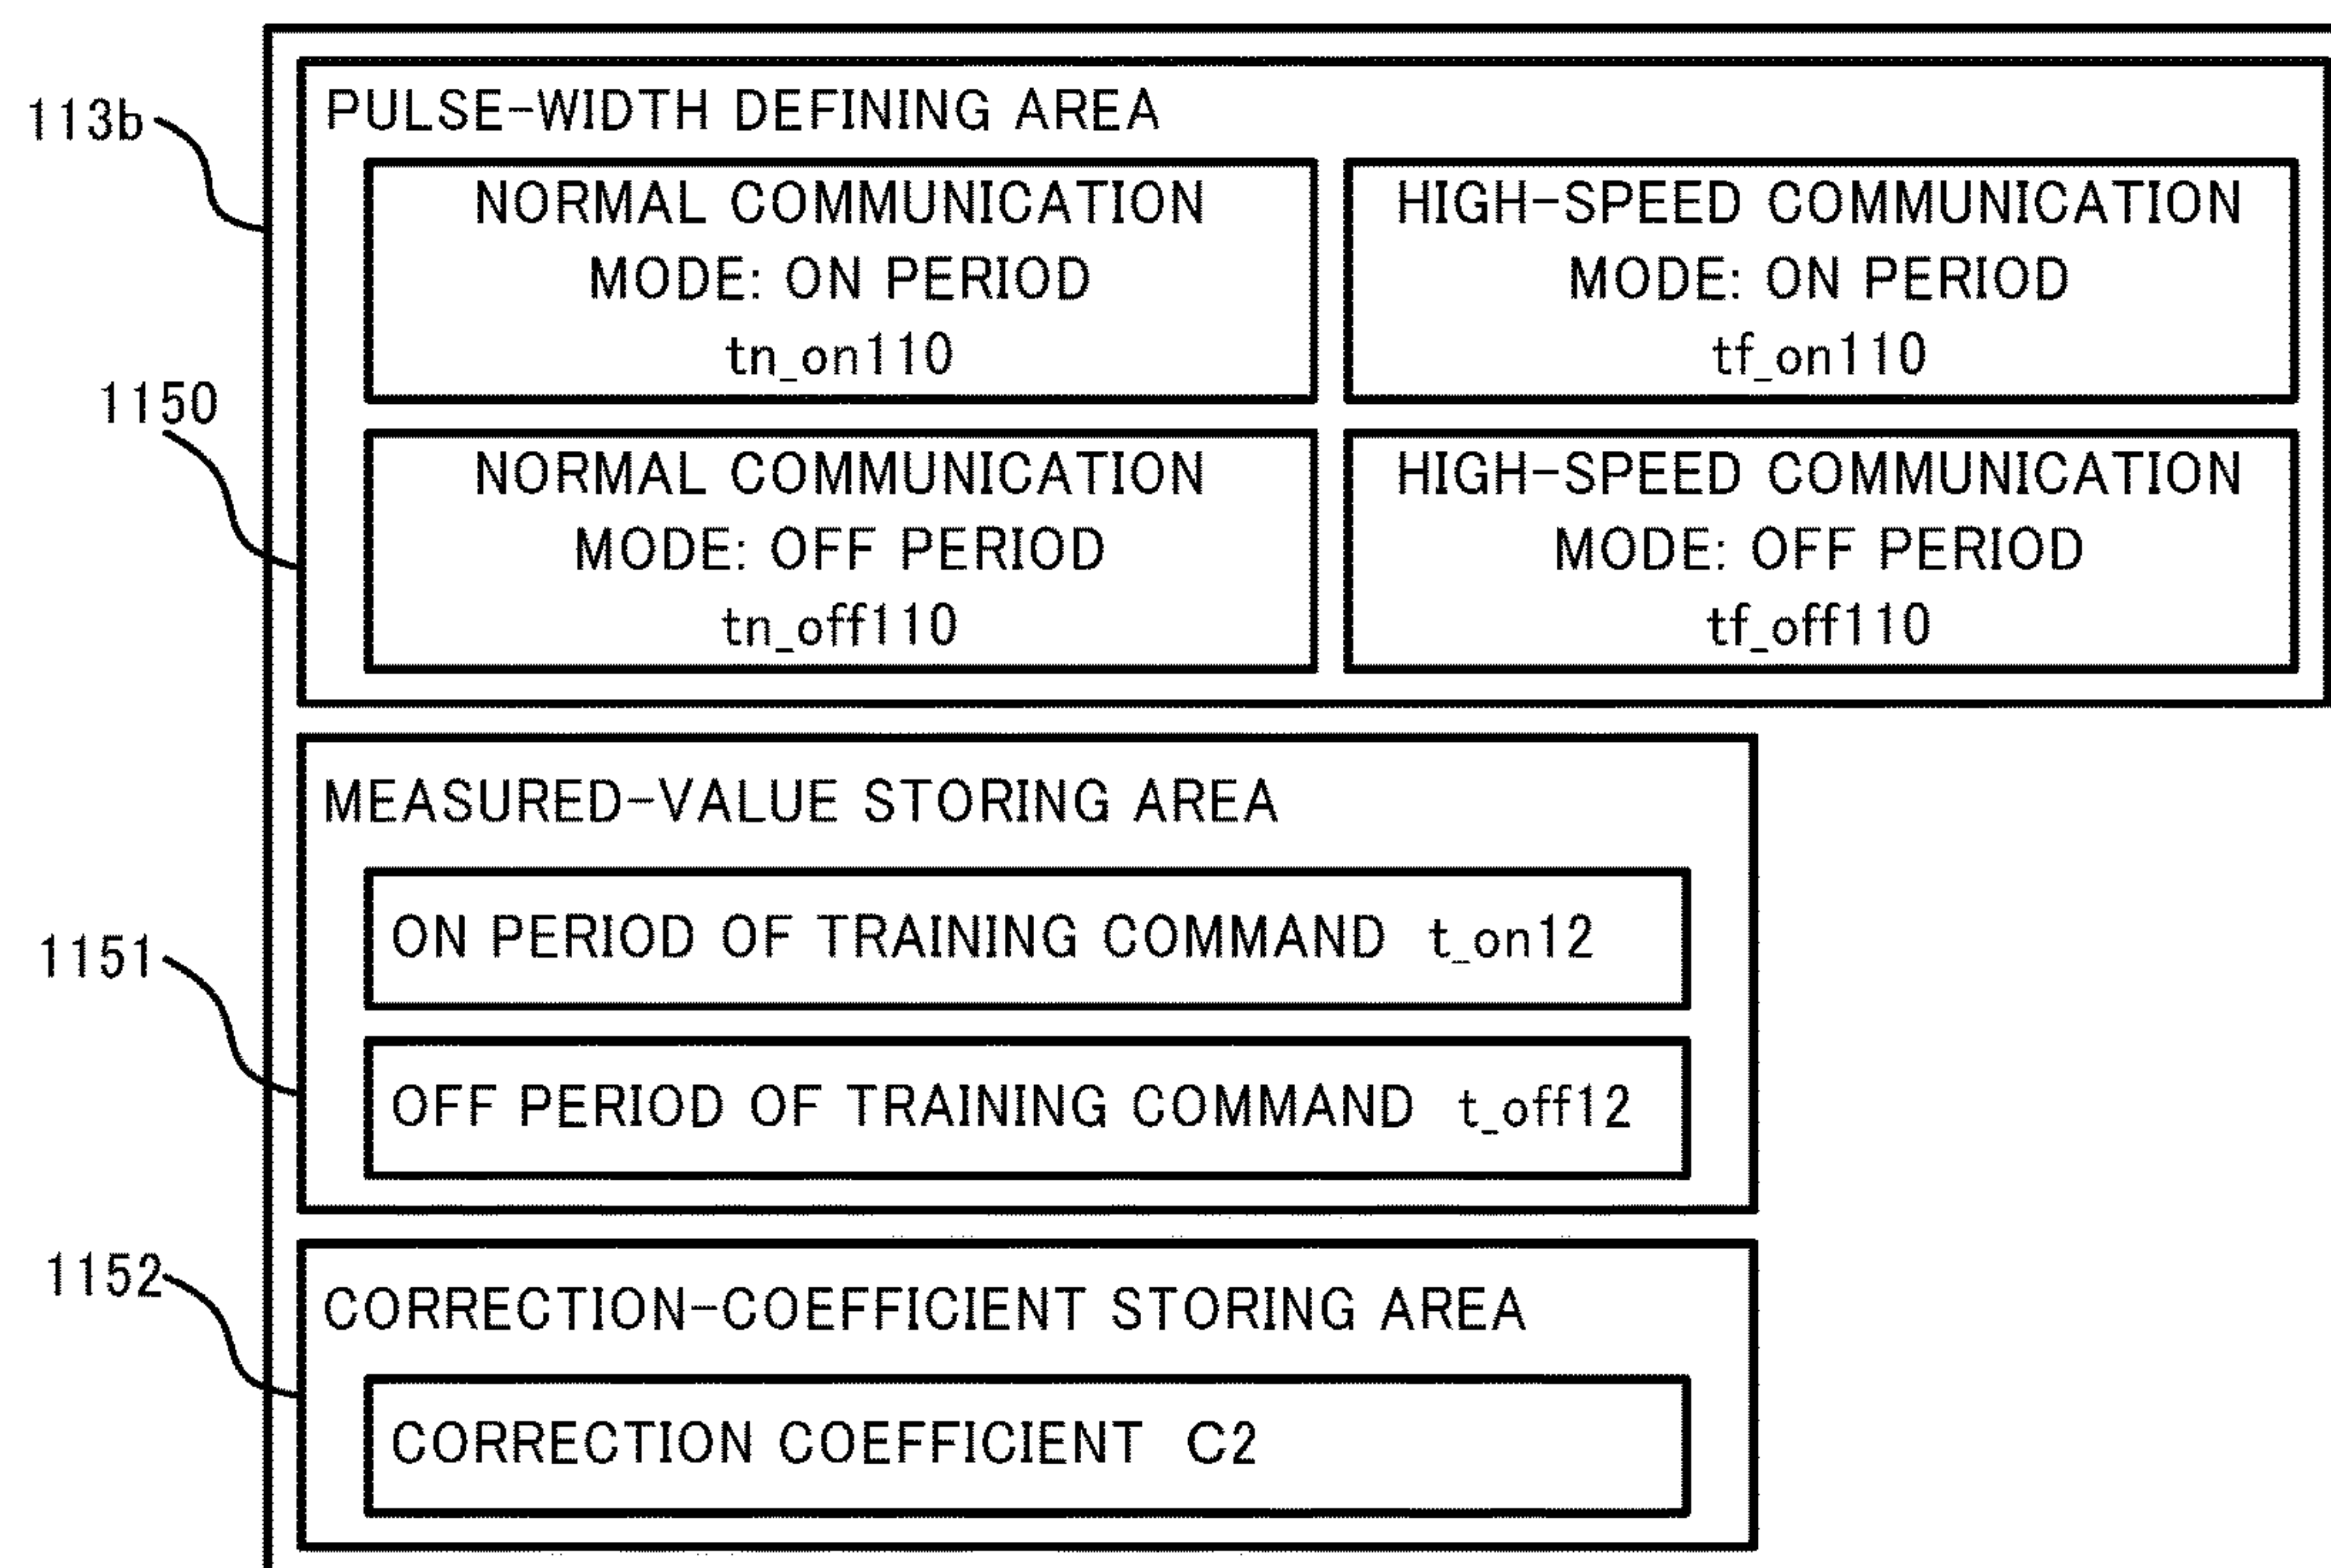 113b
PULSE-WIDTH DEFINING AREA
NORMAL COMMUNICATION
MODE: ON PERIOD
tn_on110
HIGH-SPEED COMMUNICATION
MODE: ON PERIOD
tf_on110
1150
NORMAL COMMUNICATION
MODE: OFF PERIOD
tn_off110
HIGH-SPEED COMMUNICATION
MODE: OFF PERIOD
tf_off110
MEASURED-VALUE STORING AREA
ON PERIOD OF TRAINING COMMAND t_on12
1151
OFF PERIOD OF TRAINING COMMAND t_off12
1152
CORRECTION-COEFFICIENT STORING AREA
CORRECTION COEFFICIENT C2